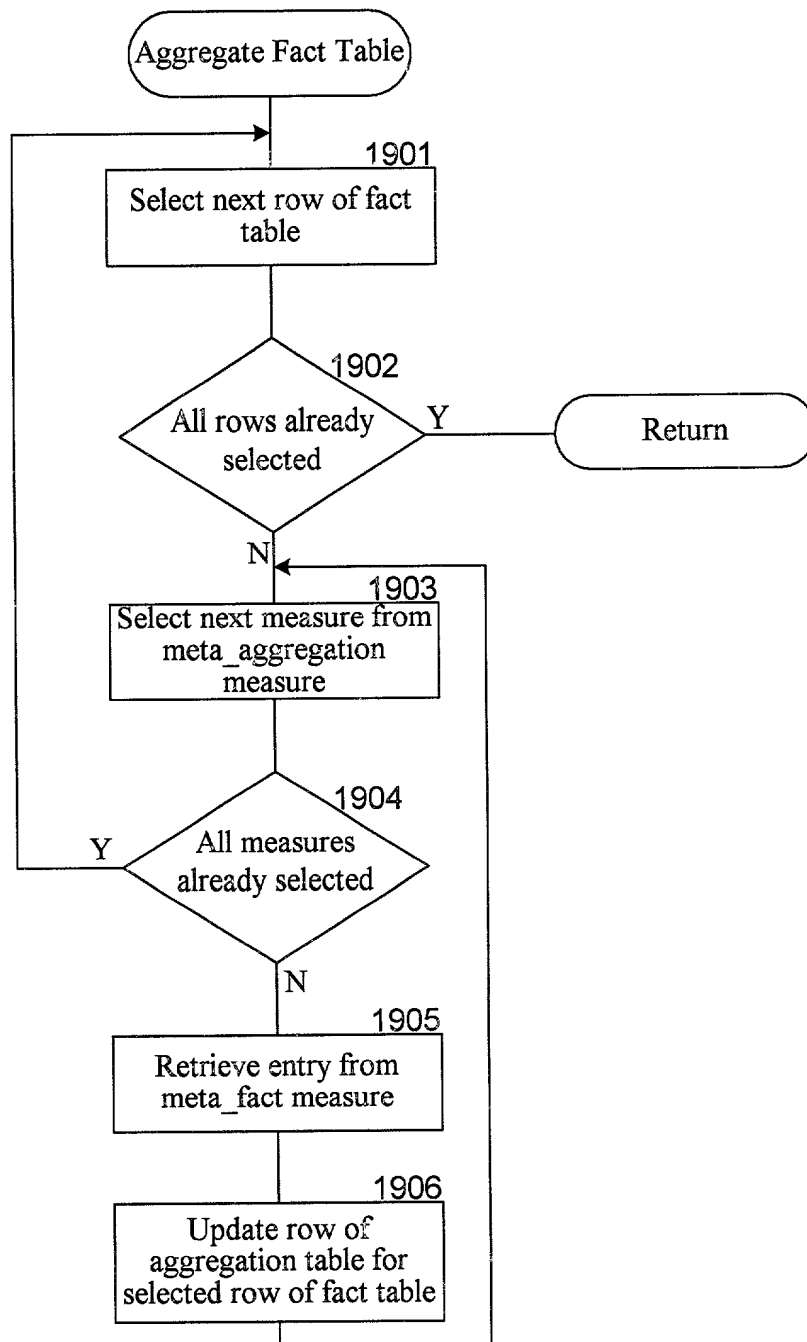 Aggregate Fact Table
1901
Select next row of fact
table
1902
All rows already
selected
Y
Return
N
1903
Select next measure from
meta_aggregation
measure
1904
All measures
already selected
Y
N
1905
Retrieve entry from
meta_fact measure
1906
Update row of
aggregation table for
selected row of fact table